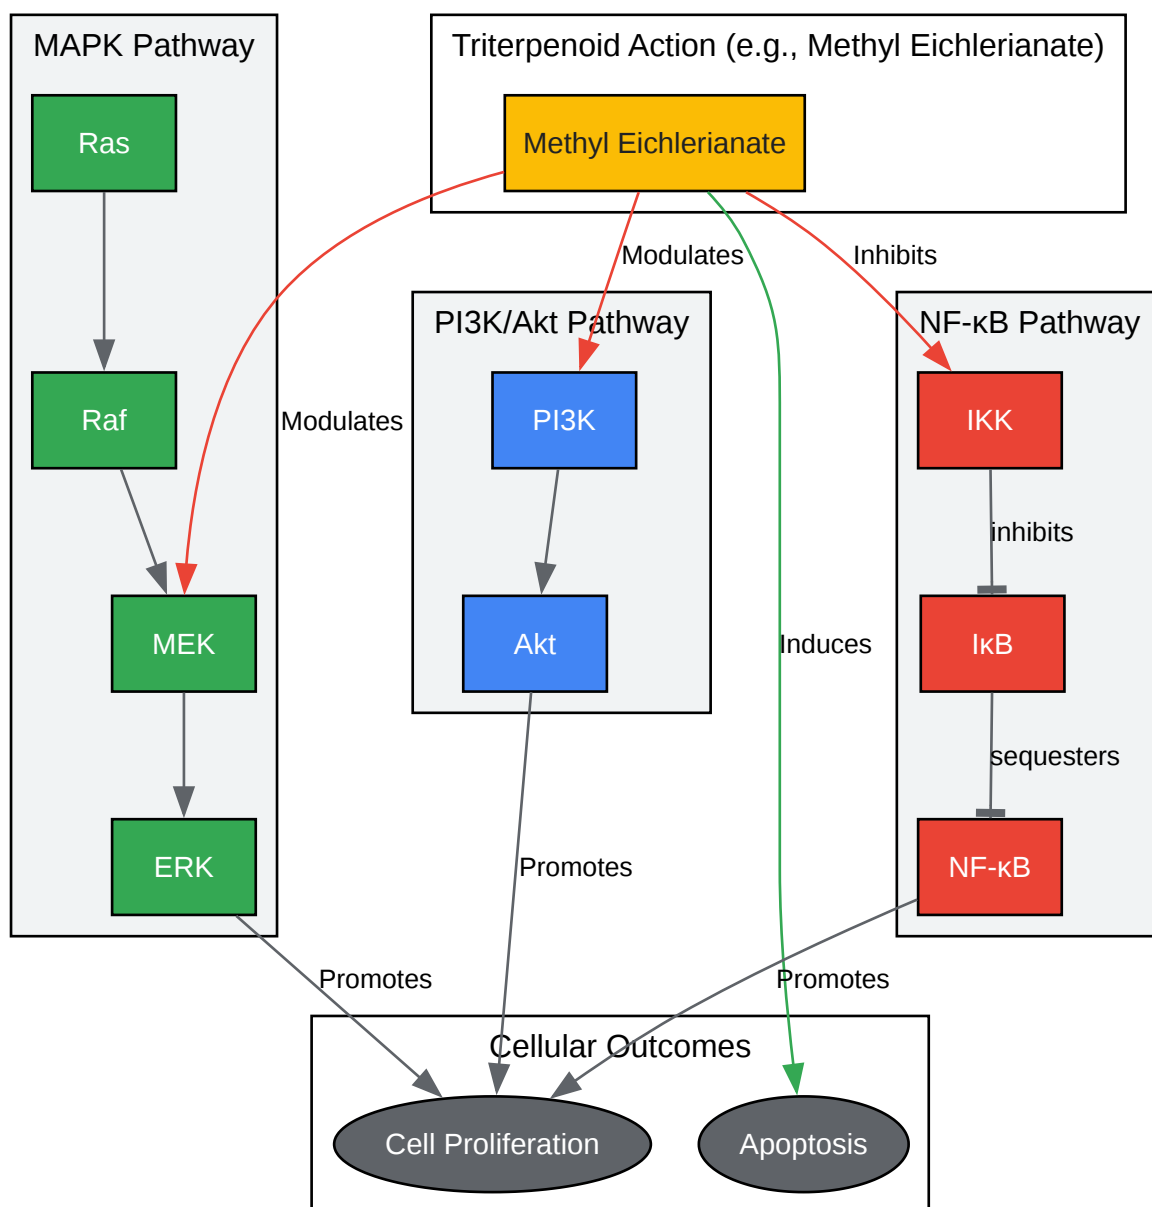 MAPK Pathway
Triterpenoid Action (e.g., Methyl Eichlerianate)
Ras
Methyl Eichlerianate
Modulates
Inhibits
PI3K/Akt Pathway
NF-κB Pathway
Raf
Modulates
PI3K
IKK
inhibits
MEK
Akt
Induces
IκB
sequesters
ERK
Promotes
NF-κB
Promotes
Promotes
Cellular Outcomes
Cell Proliferation
Apoptosis